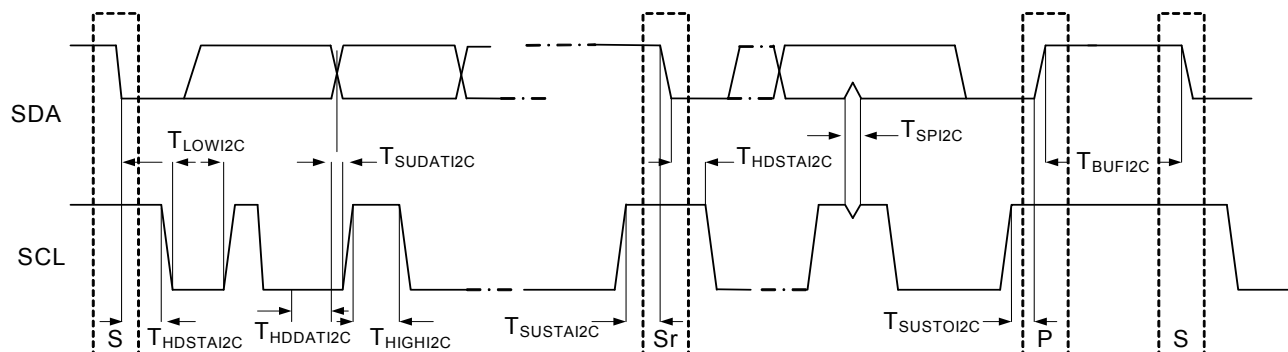 SDA
T_LOWI2C
T_SUDATI2C
T_SPI2C
T_HDSTAI2C
T_BUFI2C
SCL
S
T_HDSTAI2C
T_HDDATI2C
T_HIGHI2C
T_SUSTAI2C
Sr
T_SUSTOI2C
P
S